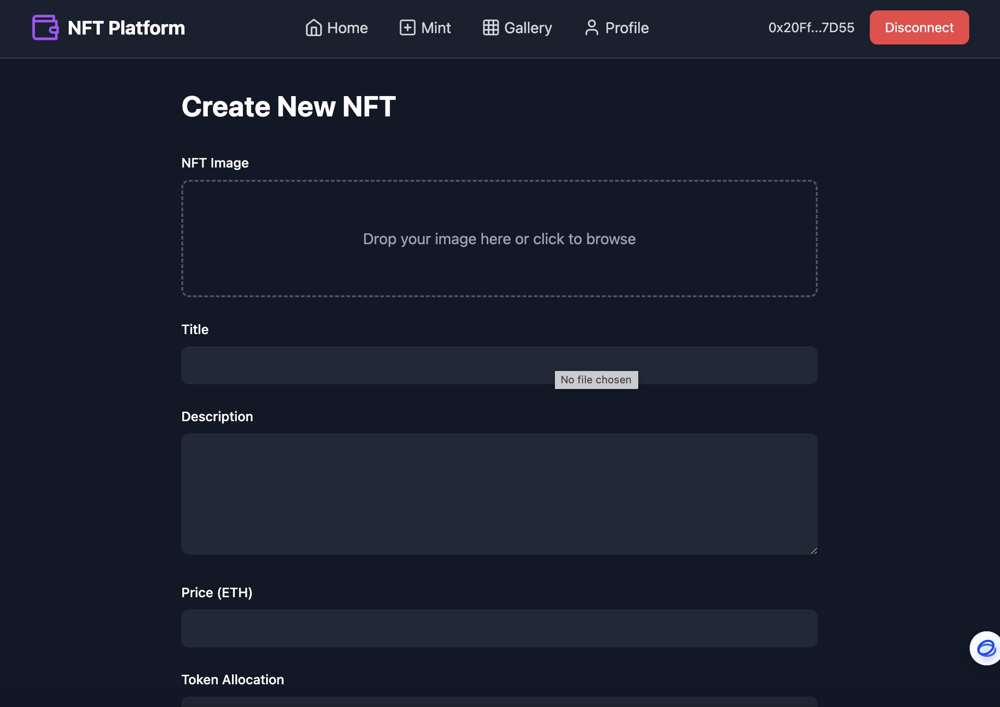 NFT Platform
Home
Mint
Gallery
Profile
0x20Ff...7D55
Disconnect
Create New NFT
NFT Image
Drop your image here or click to browse
Title
No file chosen
Description
Price (ETH)
Token Allocation